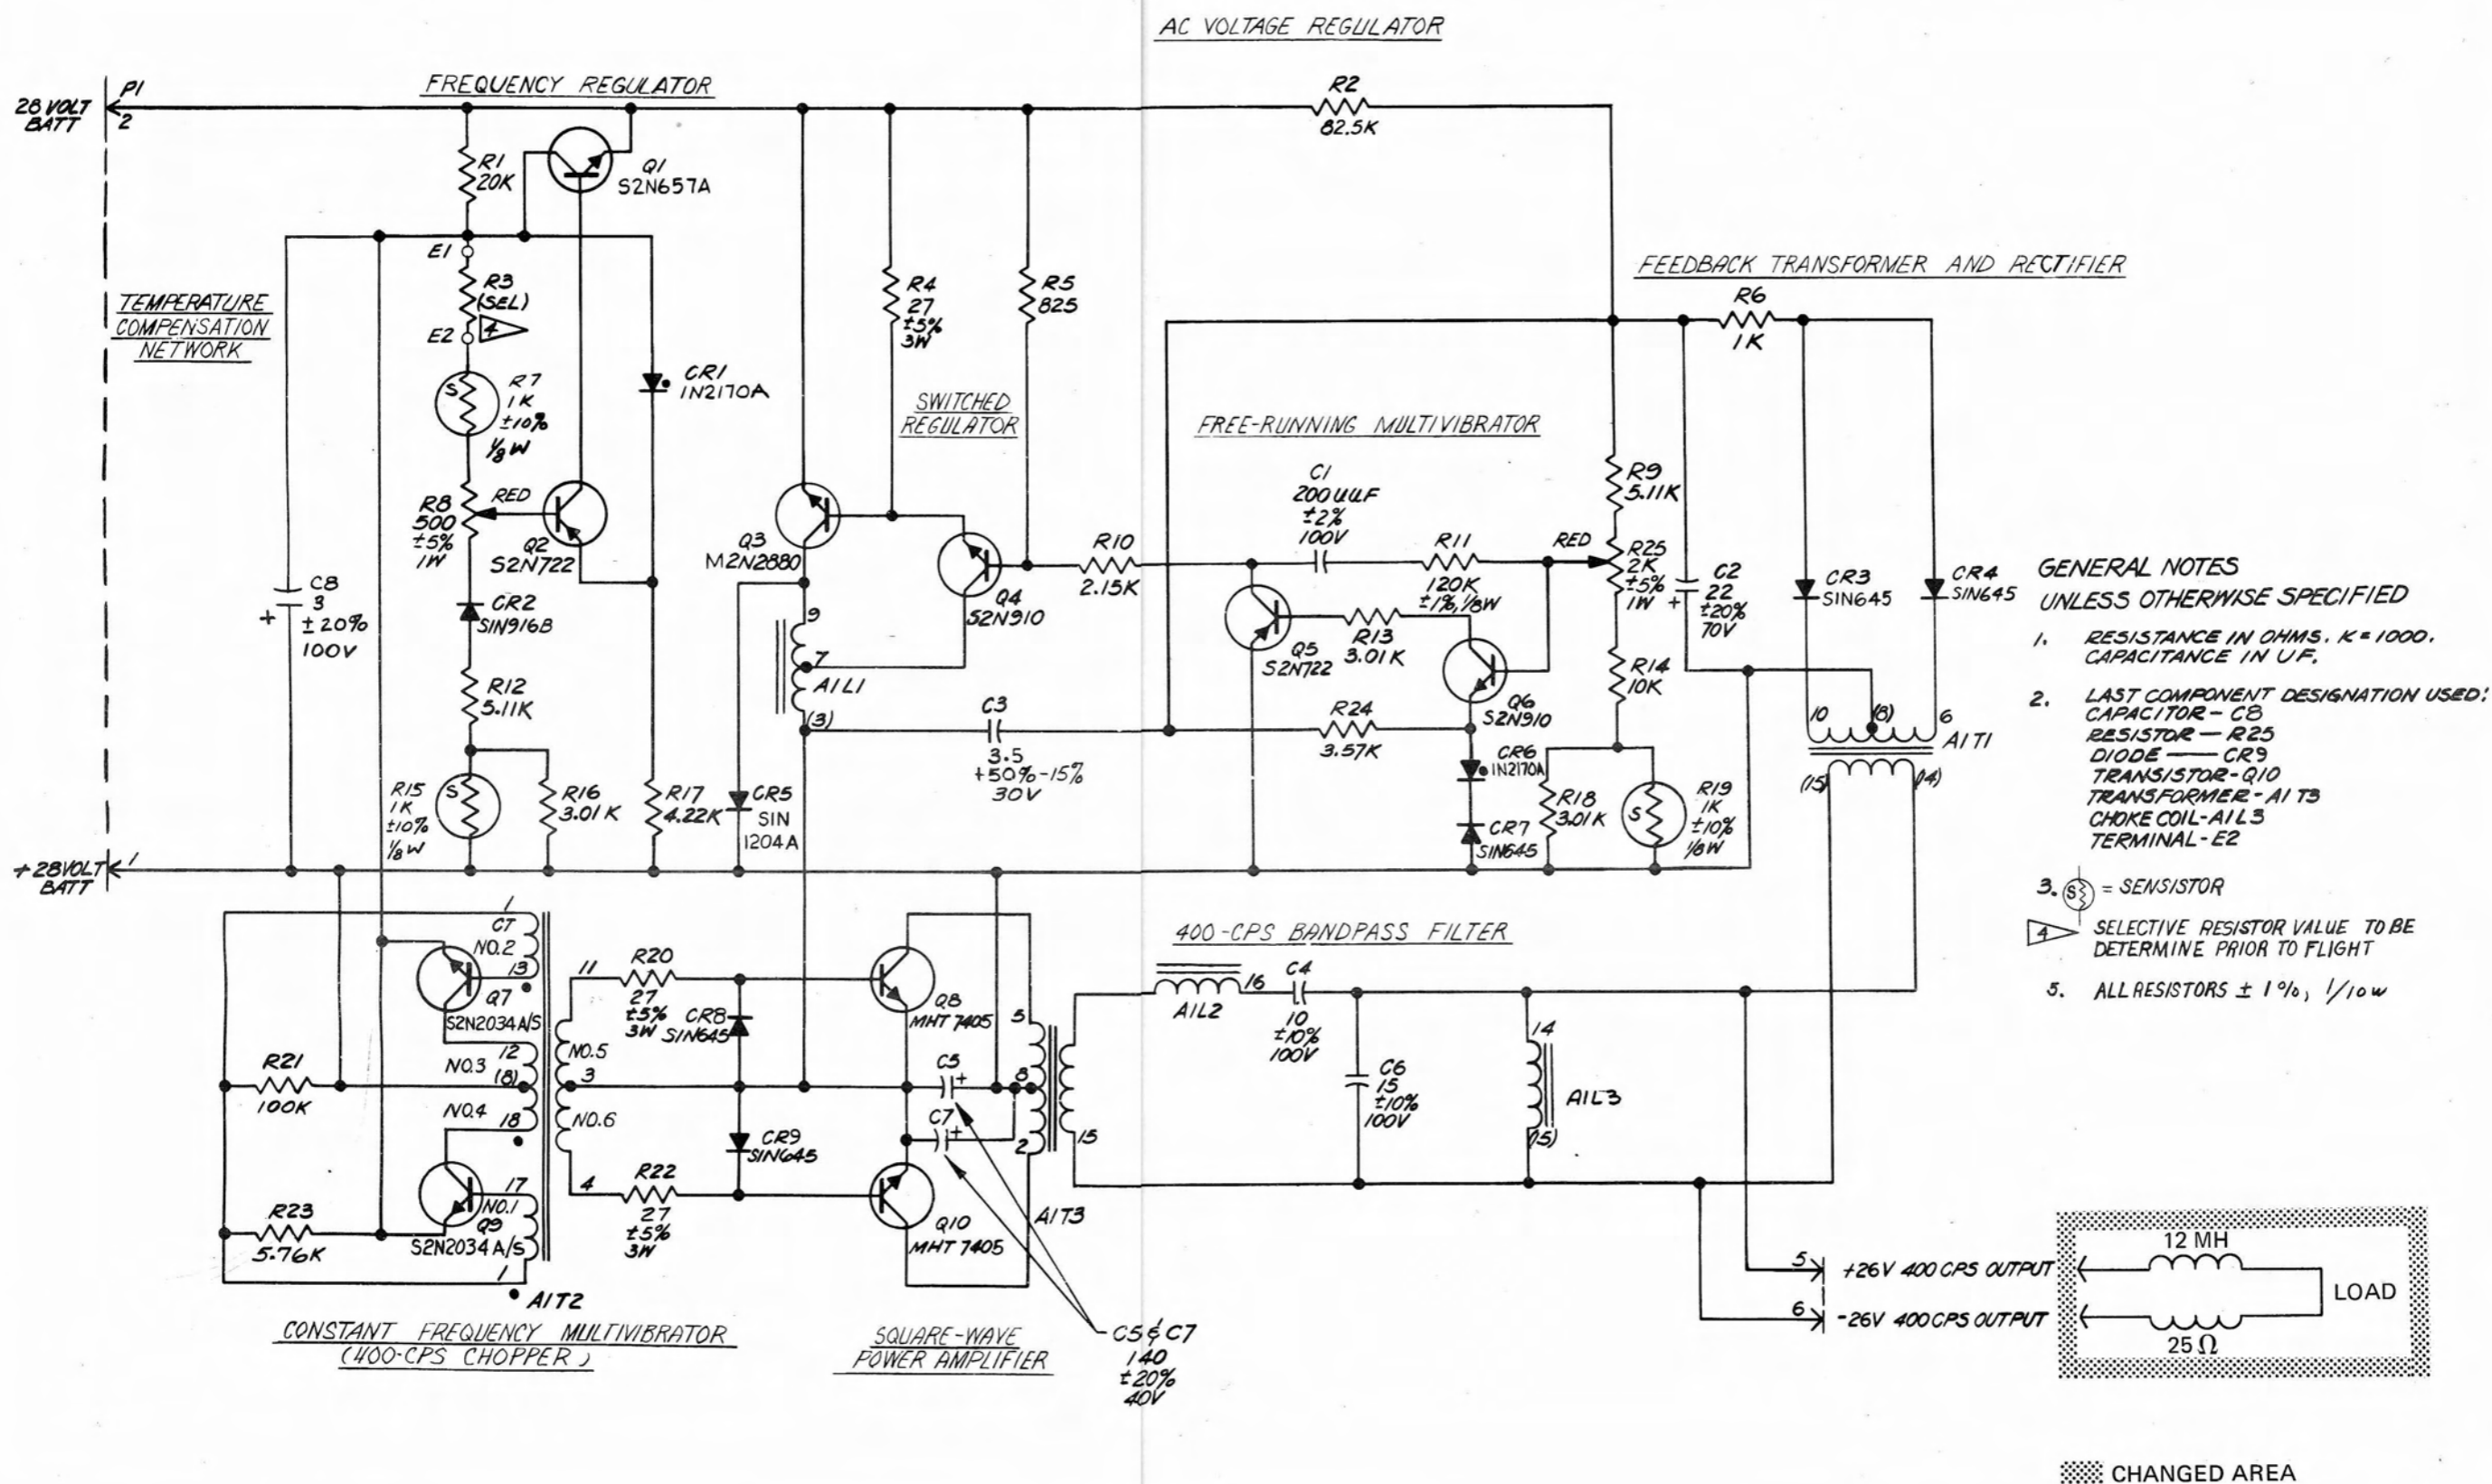 AC VOLTAGE REGULATOR
FREQUENCY REGULATOR
28 VOLT
BATT
P1
2
R2
82.5K
R1
20K
Q1
S2N657A
E1
R3
(SEL)
4
E2
TEMPERATURE
COMPENSATION
NETWORK
R4
27
±5%
3W
R5
825
FEEDBACK TRANSFORMER AND RECTIFIER
R6
1K
S
R7
1K
±10%
1/8W
CR1
1N2170A
SWITCHED
REGULATOR
FREE-RUNNING MULTIVIBRATOR
R8
500
±5%
1W
RED
Q2
S2N722
Q3
M2N2880
Q4
S2N910
R10
2.15K
C1
200UUF
±2%
100V
R11
120K
±1%, 1/8W
RED
R9
5.11K
R25
2K
±5%
1W
C2
22
±20%
70V
+
CR3
S1N645
CR4
S1N645
C8
3
±20%
100V
+
CR2
S1N916B
R12
5.11K
9
7
A1L1
(3)
C3
3.5
+50%-15%
30V
Q5
S2N722
R13
3.01K
Q6
S2N910
R24
3.57K
R14
10K
10
(8)
6
A1T1
(15)
(14)
R15
1K
±10%
1/8W
S
R16
3.01K
R17
4.22K
CR5
S1N
1204A
CR6
1N2170A
CR7
S1N645
R18
3.01K
S
R19
1K
±10%
1/8W
+28VOLT
BATT
1
GENERAL NOTES
UNLESS OTHERWISE SPECIFIED
1. RESISTANCE IN OHMS. K=1000.
CAPACITANCE IN UF.
2. LAST COMPONENT DESIGNATION USED:
CAPACITOR-C8
RESISTOR-R25
DIODE-CR9
TRANSISTOR-Q10
TRANSFORMER-A1T3
CHOKE COIL-A1L3
TERMINAL-E2
3. S = SENSISTOR
4 SELECTIVE RESISTOR VALUE TO BE
DETERMINE PRIOR TO FLIGHT
5. ALL RESISTORS ± 1%, 1/10W
1
CT
NO.2
13
Q7
S2N2034A/S
12
NO.3
(8)
NO.4
18
17
NO.1
Q9
S2N2034A/S
1
A1T2
R21
100K
R23
5.76K
11
NO.5
3
NO.6
4
R20
27
±5%
3W
CR8
S1N645
CR9
S1N645
R22
27
±5%
3W
Q8
MHT 7405
C5
+
C7
+
Q10
MHT 7405
5
8
2
15
A1T3
400-CPS BANDPASS FILTER
A1L2
16
C4
10
±10%
100V
C6
15
±10%
100V
14
A1L3
(15)
CONSTANT FREQUENCY MULTIVIBRATOR
(400-CPS CHOPPER)
SQUARE-WAVE
POWER AMPLIFIER
C5 & C7
140
±20%
40V
5
+26V 400CPS OUTPUT
6
-26V 400CPS OUTPUT
12 MH
LOAD
25 Ω
CHANGED AREA